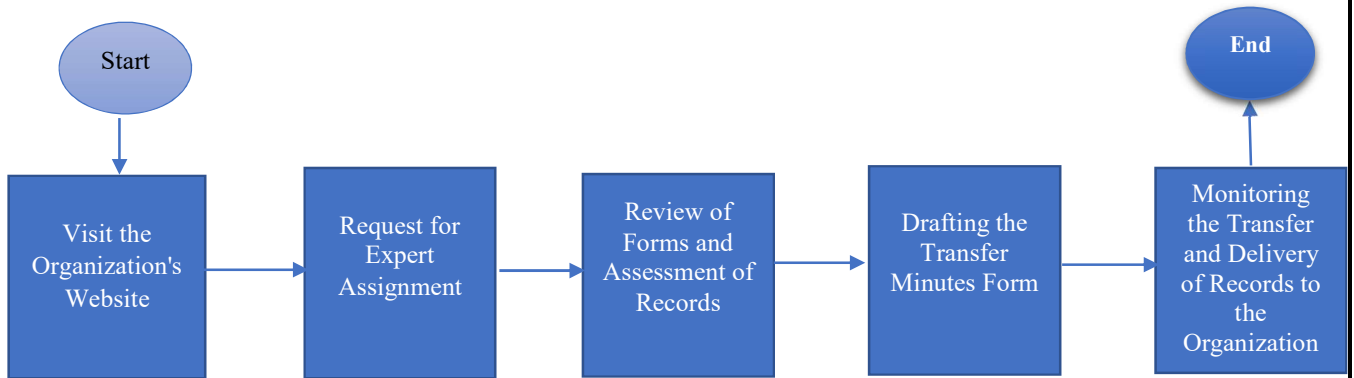 Start
End
Visit the
Organization's
Website
Request for
Expert
Assignment
Review of
Forms and
Assessment of
Records
Drafting the
Transfer
Minutes Form
Monitoring
the Transfer
and Delivery
of Records to
the
Organization